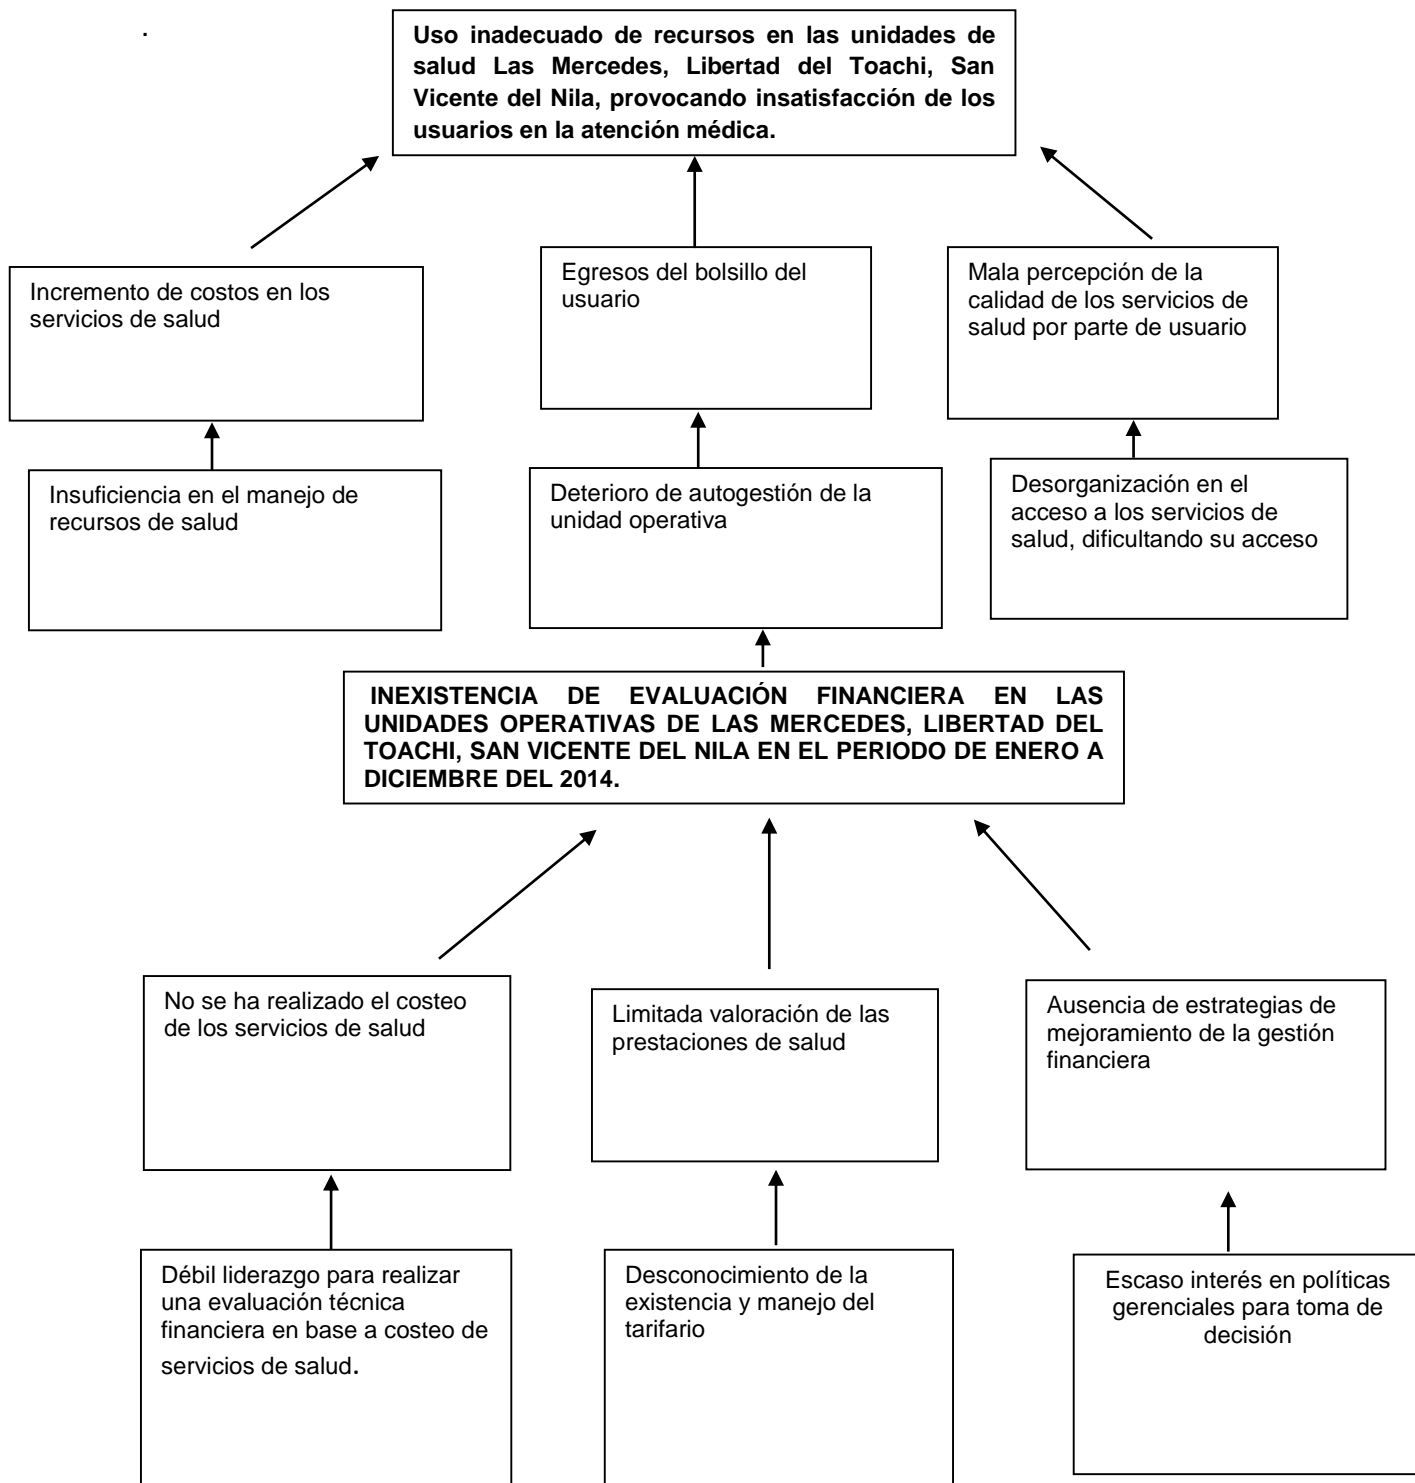 .
Uso inadecuado de recursos en las unidades de
salud Las Mercedes, Libertad del Toachi, San
Vicente del Nila, provocando insatisfacción de los
usuarios en la atención médica.
Incremento de costos en los
servicios de salud
Egresos del bolsillo del
usuario
Mala percepción de la
calidad de los servicios de
salud por parte de usuario
Insuficiencia en el manejo de
recursos de salud
Deterioro de autogestión de la
unidad operativa
Desorganización en el
acceso a los servicios de
salud, dificultando su acceso
INEXISTENCIA DE EVALUACIÓN FINANCIERA EN LAS
UNIDADES OPERATIVAS DE LAS MERCEDES, LIBERTAD DEL
TOACHI, SAN VICENTE DEL NILA EN EL PERIODO DE ENERO A
DICIEMBRE DEL 2014.
No se ha realizado el costeo
de los servicios de salud
Limitada valoración de las
prestaciones de salud
Ausencia de estrategias de
mejoramiento de la gestión
financiera
Débil liderazgo para realizar
una evaluación técnica
financiera en base a costeo de
servicios de salud.
Desconocimiento de la
existencia y manejo del
tarifario
Escaso interés en políticas
gerenciales para toma de
decisión